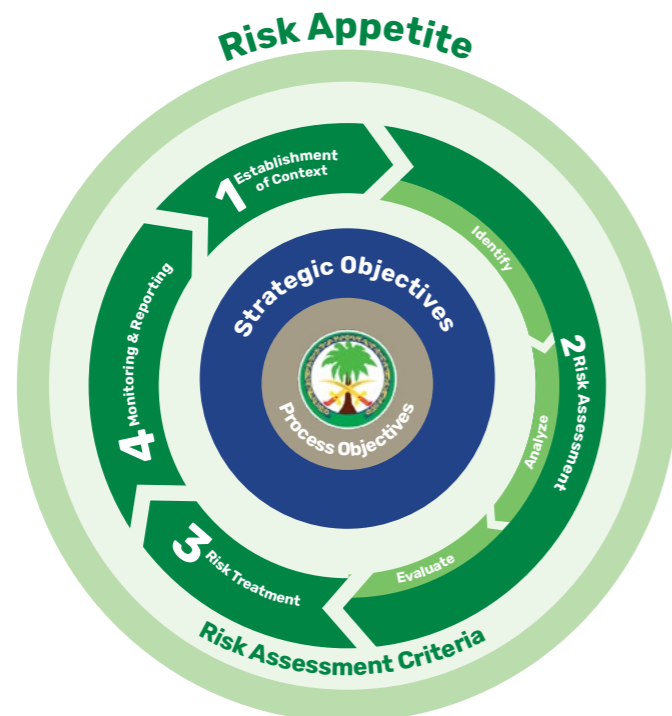 Risk Appetite
1
Establishment
of Context
Identify
2
Risk Assessment
Analyze
Evaluate
3
Risk Treatment
4
Monitoring & Reporting
Strategic Objectives
Process Objectives
Risk Assessment Criteria